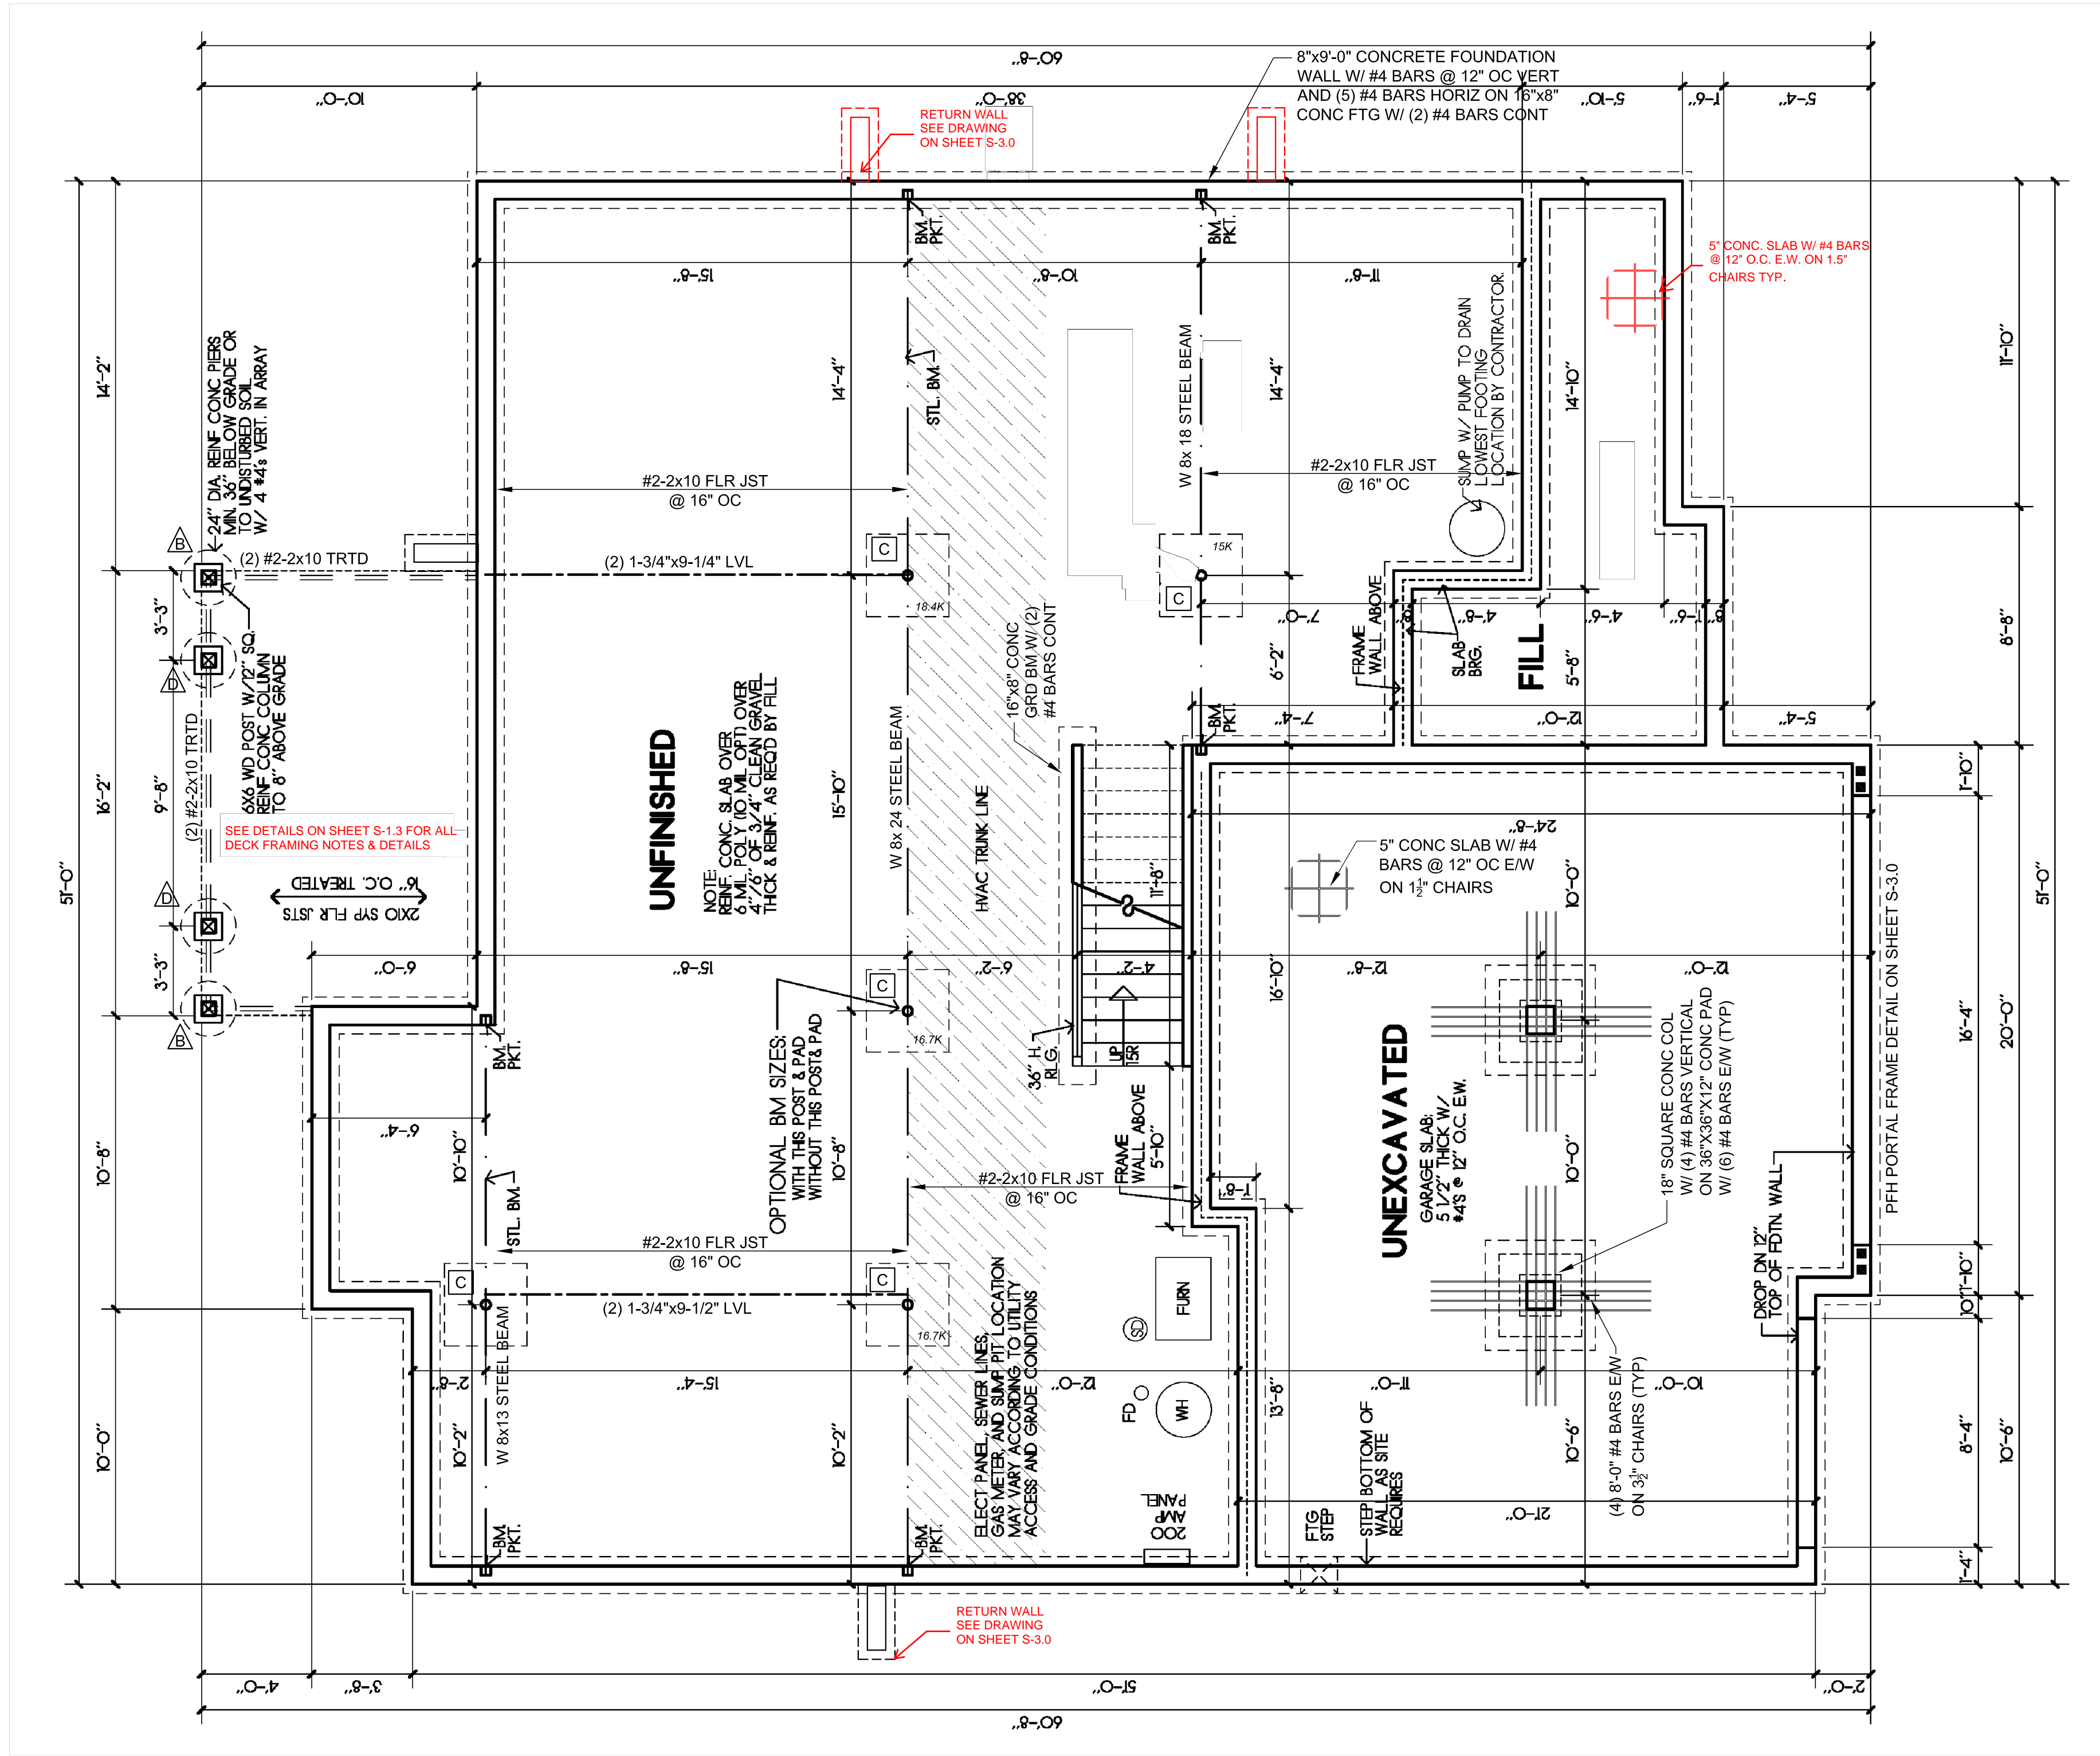 60'-8"
10'-0"
38'-0"
5'-10"
1'-6"
5'-4"
8"x9'-0" CONCRETE FOUNDATION
WALL W/ #4 BARS @ 12" OC VERT
AND (5) #4 BARS HORIZ ON 16"x8"
CONC FTG W/ (2) #4 BARS CONT
RETURN WALL
SEE DRAWING
ON SHEET S-3.0
BM.
PKT.
BM.
PKT.
15'-8"
10'-8"
11'-8"
5" CONC. SLAB W/ #4 BARS
@ 12" O.C. E.W. ON 1.5"
CHAIRS TYP.
14'-2"
14'-4"
14'-4"
14'-10"
11'-10"
24" DIA. REINF CONC PIERS
MIN. 36" BELOW GRADE OR
TO UNDISTURBED SOIL
W/ 4 #4's VERT. IN ARRAY
STL. BM.
W 8x 18 STEEL BEAM
SUMP W/ PUMP TO DRAIN
LOWEST FOOTING
LOCATION BY CONTRACTOR.
#2-2x10 FLR JST
@ 16" OC
#2-2x10 FLR JST
@ 16" OC
B
(2) #2-2x10 TRTD
(2) 1-3/4"x9-1/4" LVL
C
18.4K
15K
C
3'-3"
D
6X6 WD POST W/12" SQ.
REINF CONC COLUMN
TO 8" ABOVE GRADE
(2) #2-2x10 TRTD
16'-2"
9'-8"
51'-0"
UNFINISHED
NOTE:
REINF. CONC. SLAB OVER
6 MIL POLY (10 MIL OPT) OVER
4"/6" OF 3/4" CLEAN GRAVEL
THICK & REINF. AS REQ'D BY FILL
15'-10"
W 8x 24 STEEL BEAM
16"x8" CONC
GRD BM W/ (2)
#4 BARS CONT
HVAC TRUNK LINE
7'-0"
8"
4'-8"
4'-6"
1'-6"
8"
6'-2"
FRAME
WALL ABOVE
SLAB
BRG.
FILL
5'-8"
8'-8"
BM.
PKT.
7'-4"
12'-0"
5'-4"
SEE DETAILS ON SHEET S-1.3 FOR ALL
DECK FRAMING NOTES & DETAILS
2X10 SYP FLR JSTS
16" O.C. TREATED
D
3'-3"
B
6'-0"
15'-8"
6'-2"
4'-2"
11'-8"
24'-8"
5" CONC SLAB W/ #4
BARS @ 12" OC E/W
ON 1½" CHAIRS
12'-8"
12'-0"
10'-0"
1'-10"
51'-0"
PFH PORTAL FRAME DETAIL ON SHEET S-3.0
16'-10"
16'-4"
20'-0"
BM.
PKT.
C
16.7K
OPTIONAL BM SIZES:
WITH THIS POST & PAD
WITHOUT THIS POST& PAD
36" H.
RLG.
UP
15R
FRAME
WALL ABOVE
5'-10"
UNEXCAVATED
GARAGE SLAB:
5 1/2" THICK W/
#4'S @ 12" O.C. E.W.
18" SQUARE CONC COL
W/ (4) #4 BARS VERTICAL
ON 36"X36"X12" CONC PAD
W/ (6) #4 BARS E/W (TYP)
10'-0"
10'-8"
6'-4"
10'-10"
STL. BM.
10'-8"
#2-2x10 FLR JST
@ 16" OC
1'-8"
#2-2x10 FLR JST
@ 16" OC
C
C
(2) 1-3/4"x9-1/2" LVL
16.7K
W 8x13 STEEL BEAM
FURN
SD
DROP DN 12"
TOP OF FDTN. WALL
1'-10"
10"
ELECT PANEL, SEWER LINES,
GAS METER, AND SUMP PIT LOCATION
MAY VARY ACCORDING TO UTILITY
ACCESS AND GRADE CONDITIONS
2'-8"
15'-4"
12'-0"
11'-0"
10'-0"
FD
WH
13'-8"
10'-0"
10'-2"
10'-2"
10'-6"
8'-4"
10'-6"
(4) 8'-0" #4 BARS E/W
ON 3½" CHAIRS (TYP)
STEP BOTTOM OF
WALL AS SITE
REQUIRES
FTG
STEP
200
AMP
PANEL
21'-0"
BM.
PKT.
BM.
PKT.
1'-4"
RETURN WALL
SEE DRAWING
ON SHEET S-3.0
4'-0"
3'-8"
51'-0"
2'-0"
60'-8"